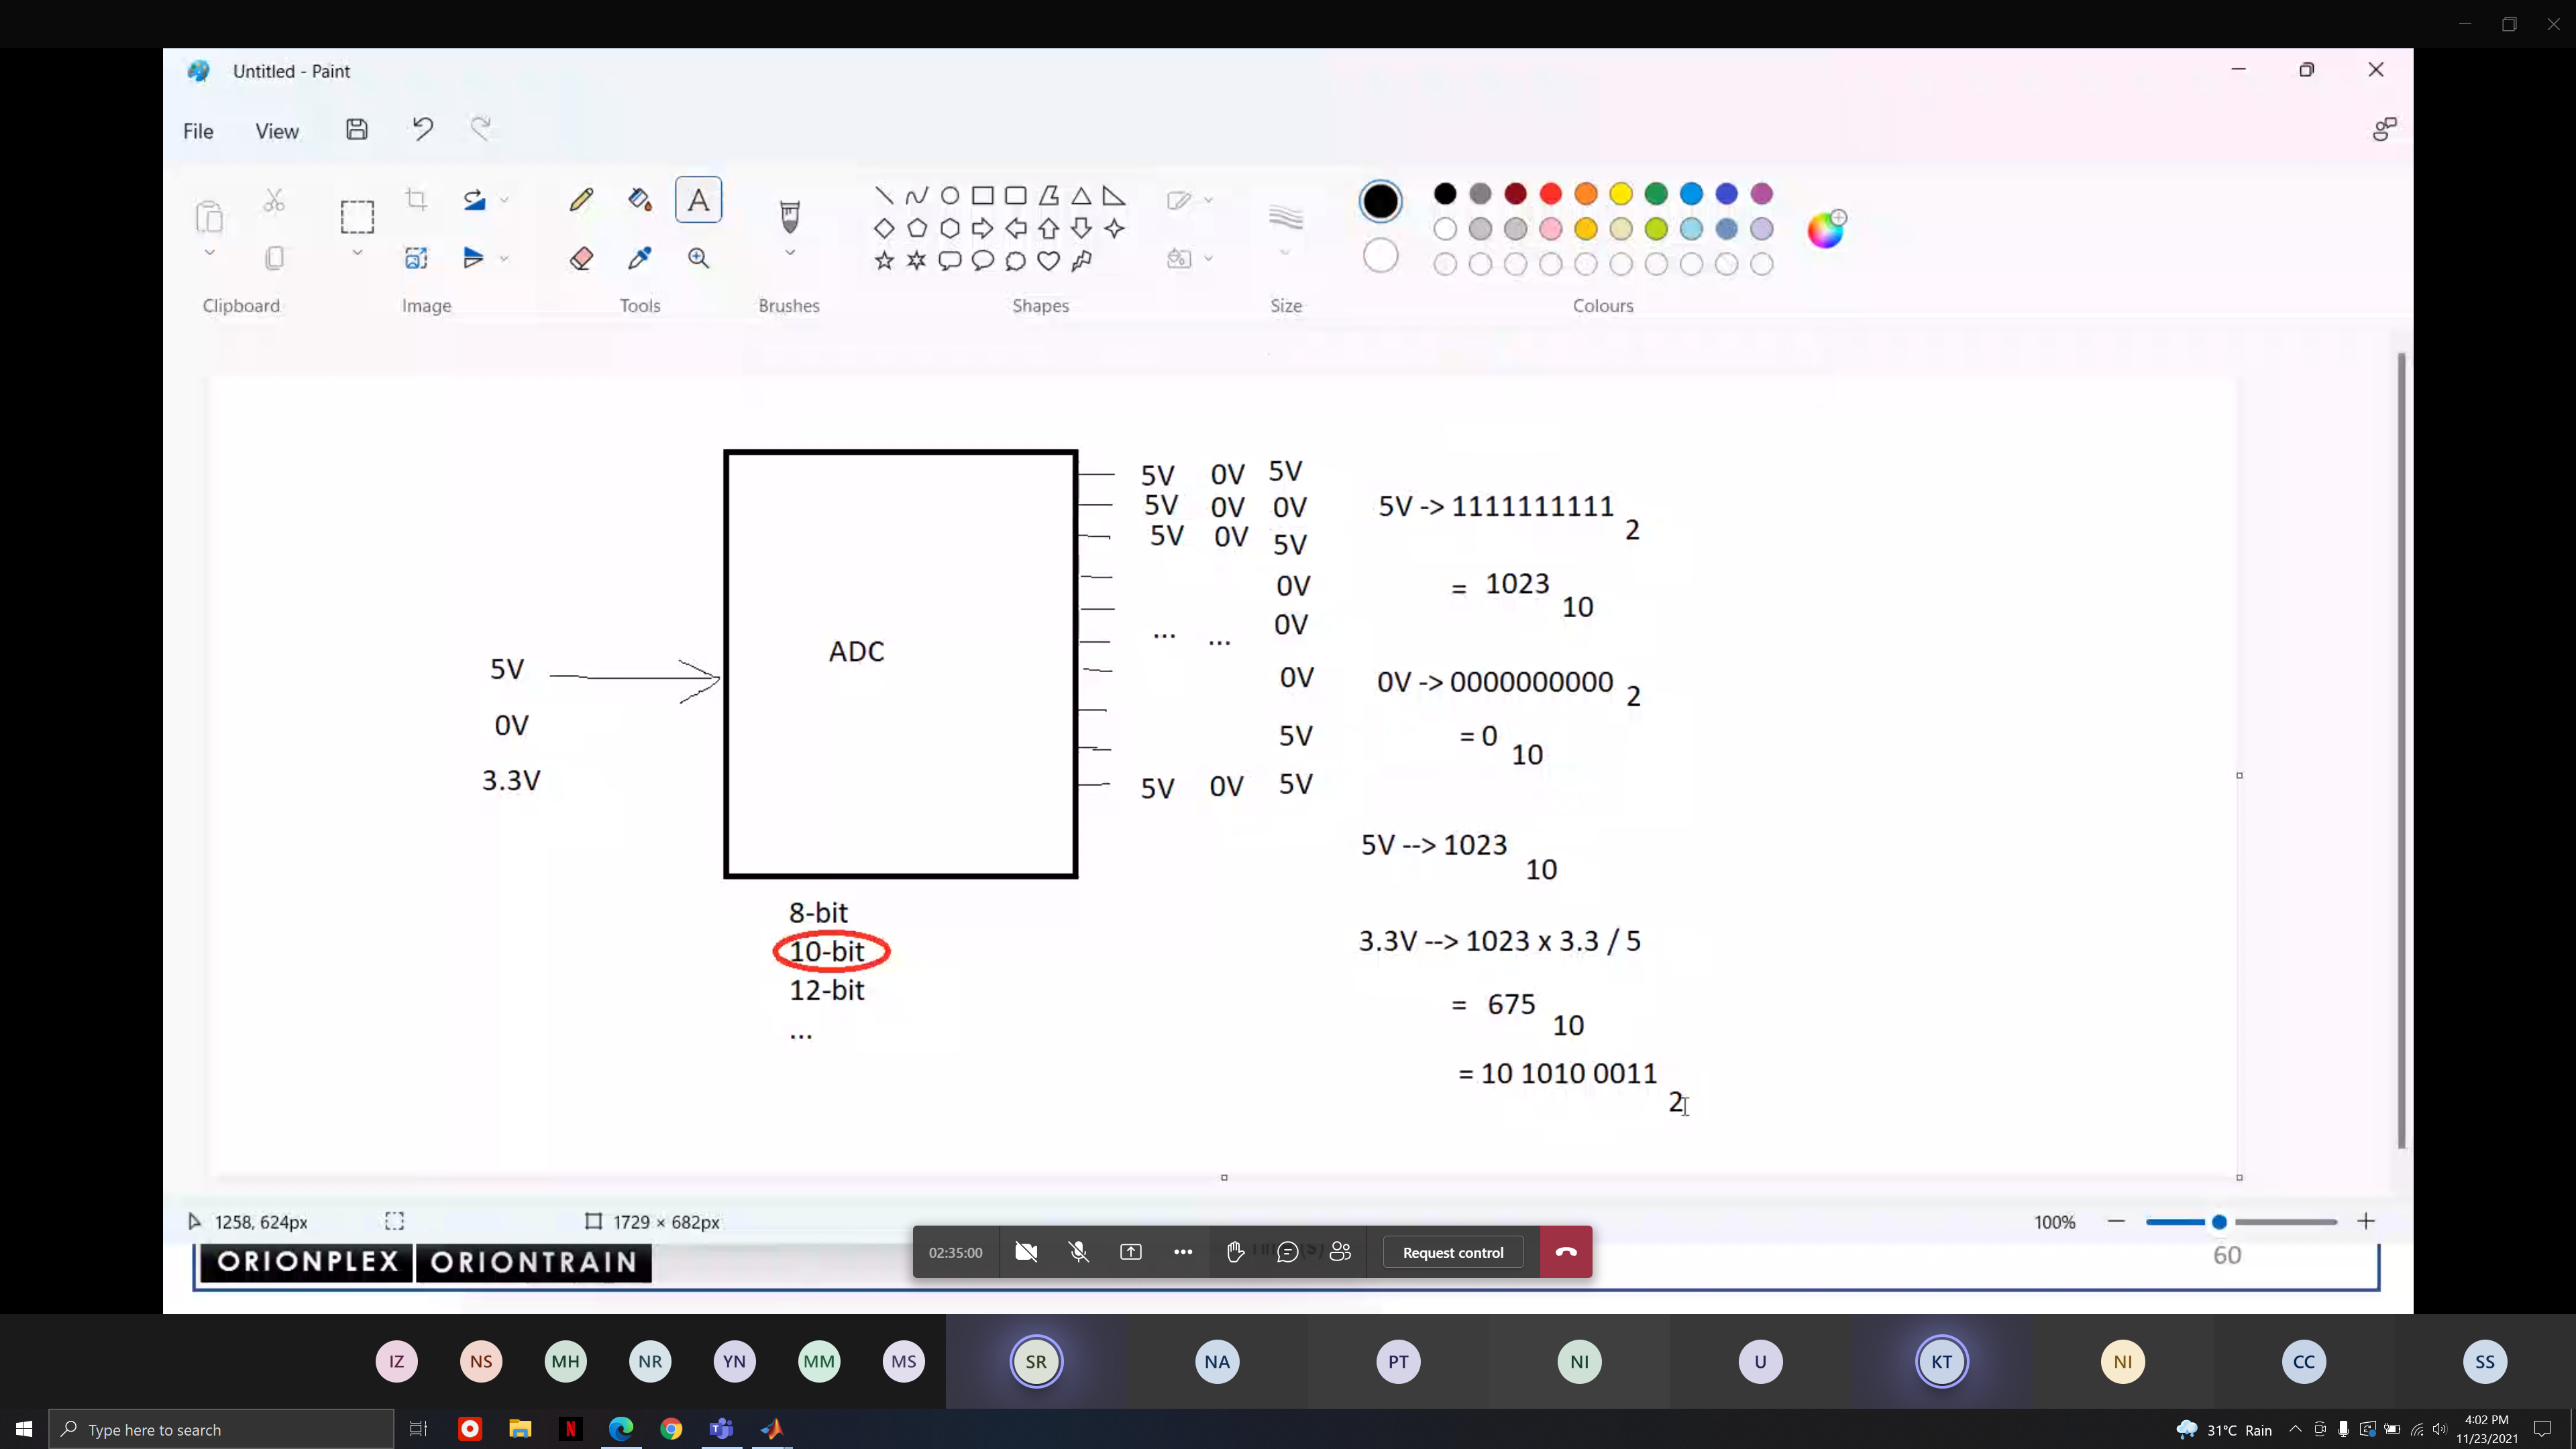 Untitled - Paint
File View
Clipboard Image Tools Brushes Shapes Size Colours
A
5V 0V 5V
5V 0V 0V
5V 0V 5V
0V
... ... 0V
0V
5V
5V 0V 5V
ADC
5V
0V
3.3V
8-bit
10-bit
12-bit
...
5V -> 1111111111 2
= 1023 10
0V -> 0000000000 2
= 0 10
5V --> 1023 10
3.3V --> 1023 x 3.3 / 5
= 675 10
= 10 1010 0011 2
1258, 624px 1729 × 682px 100%
02:35:00 Request control
ORIONPLEX ORIONTRAIN 60
IZ NS MH NR YN MM MS SR NA PT NI U KT NI CC SS
Type here to search
31°C Rain
4:02 PM
11/23/2021